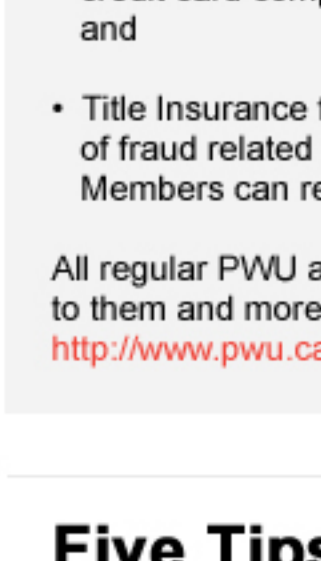 and
• Title Insurance
of fraud related
Members can
All regular PWU
to them and more
http://www.pwu.ca
Five Tips